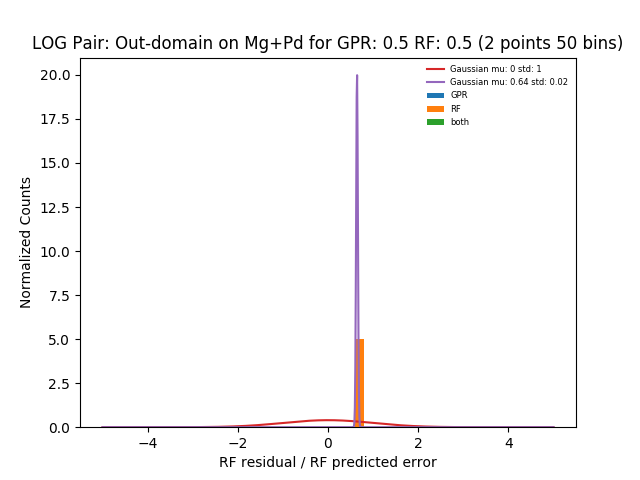 LOG Pair: Out-domain on Mg+Pd for GPR: 0.5 RF: 0.5 (2 points 50 bins)
Gaussian mu: 0 std: 1
Gaussian mu: 0.64 std: 0.02
GPR
RF
both
20.0
17.5
15.0
12.5
10.0
7.5
5.0
2.5
0.0
Normalized Counts
−4
−2
0
2
4
RF residual / RF predicted error